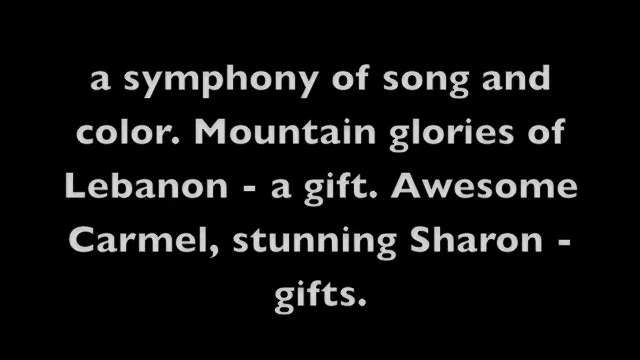 a symphony of song and
color. Mountain glories of
Lebanon - a gift. Awesome
Carmel, stunning Sharon -
gifts.